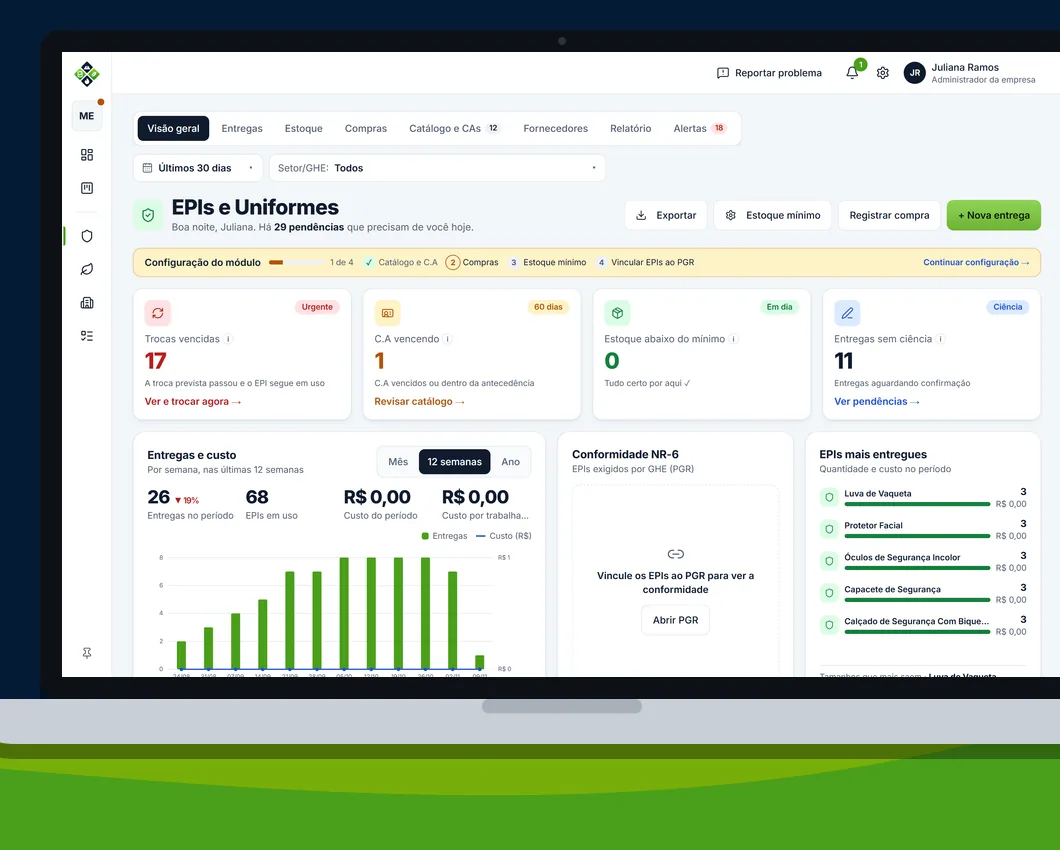 Reportar problema
1
JR
Juliana Ramos
Administrador da empresa
ME
Visão geral
Entregas
Estoque
Compras
Catálogo e CAs 12
Fornecedores
Relatório
Alertas 18
Últimos 30 dias
Setor/GHE: Todos
EPIs e Uniformes
Boa noite, Juliana. Há 29 pendências que precisam de você hoje.
Exportar
Estoque mínimo
Registrar compra
+ Nova entrega
Configuração do módulo
1 de 4
✓ Catálogo e C.A
2 Compras
3 Estoque mínimo
4 Vincular EPIs ao PGR
Continuar configuração →
Urgente
Trocas vencidas i
17
A troca prevista passou e o EPI segue em uso
Ver e trocar agora →
60 dias
C.A vencendo i
1
C.A vencidos ou dentro da antecedência
Revisar catálogo →
Em dia
Estoque abaixo do mínimo i
0
Tudo certo por aqui ✓
Ciência
Entregas sem ciência i
11
Entregas aguardando confirmação
Ver pendências →
Entregas e custo
Por semana, nas últimas 12 semanas
Mês
12 semanas
Ano
26 ▼ 19%
Entregas no período
68
EPIs em uso
R$ 0,00
Custo do período
R$ 0,00
Custo por trabalha...
Entregas
Custo (R$)
8
6
4
2
0
R$ 1
R$ 0
Conformidade NR-6
EPIs exigidos por GHE (PGR)
Vincule os EPIs ao PGR para ver a
conformidade
Abrir PGR
EPIs mais entregues
Quantidade e custo no período
Luva de Vaqueta
3
R$ 0,00
Protetor Facial
3
R$ 0,00
Óculos de Segurança Incolor
3
R$ 0,00
Capacete de Segurança
3
R$ 0,00
Calçado de Segurança Com Bique...
3
R$ 0,00